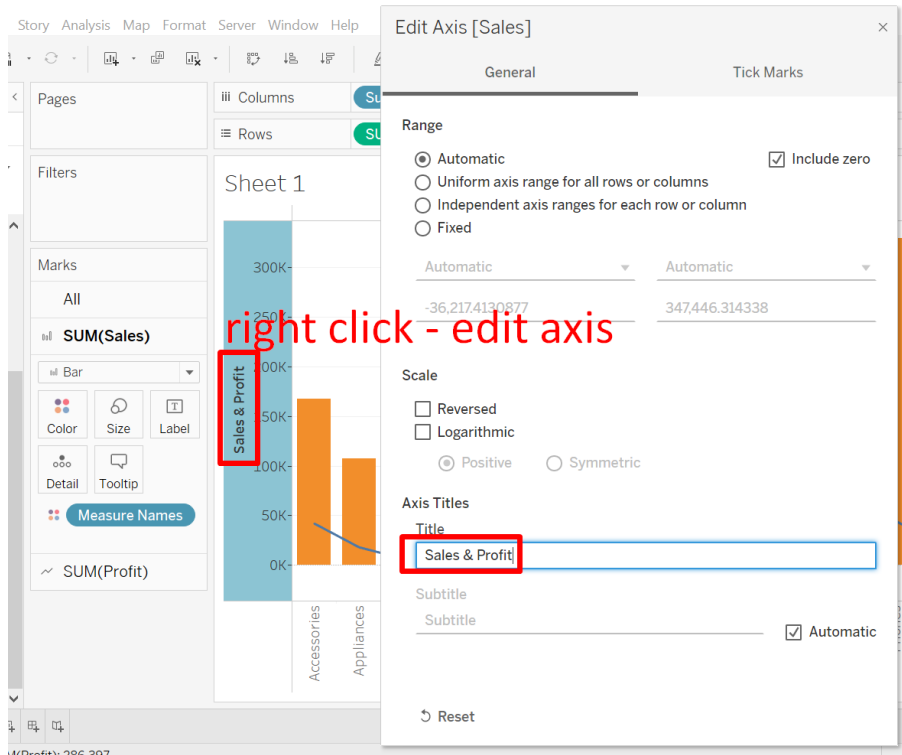 Story Analysis Map Format Server Window Help
Edit Axis [Sales]
General Tick Marks
Pages
iii Columns
Rows
SU
Filters
Sheet 1
Marks
All
SUM(Sales)
Bar
Color Size Label
Detail Tooltip
Measure Names
SUM(Profit)
300K
250K
200K
50K
100K
50K
0K
Sales & Profit
Accessories
Appliances
right click - edit axis
Range
Automatic
Include zero
Uniform axis range for all rows or columns
Independent axis ranges for each row or column
Fixed
Automatic Automatic
-36,217.4130877 347,446.314338
Scale
Reversed
Logarithmic
Positive Symmetric
Axis Titles
Title
Sales & Profit
Subtitle
Subtitle
Automatic
Reset